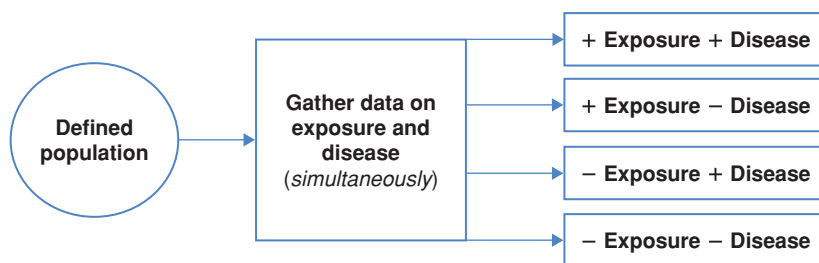 Defined
population
Gather data on
exposure and
disease
(simultaneously)
+ Exposure + Disease
+ Exposure − Disease
− Exposure + Disease
− Exposure − Disease